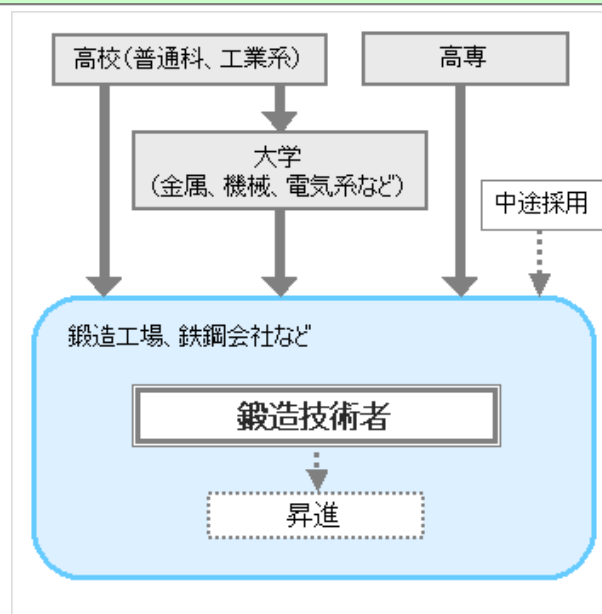 高校（普通科、工業系）
高専
大学
（金属、機械、電気系など）
中途採用
鍛造工場、鉄鋼会社など
鍛造技術者
昇進